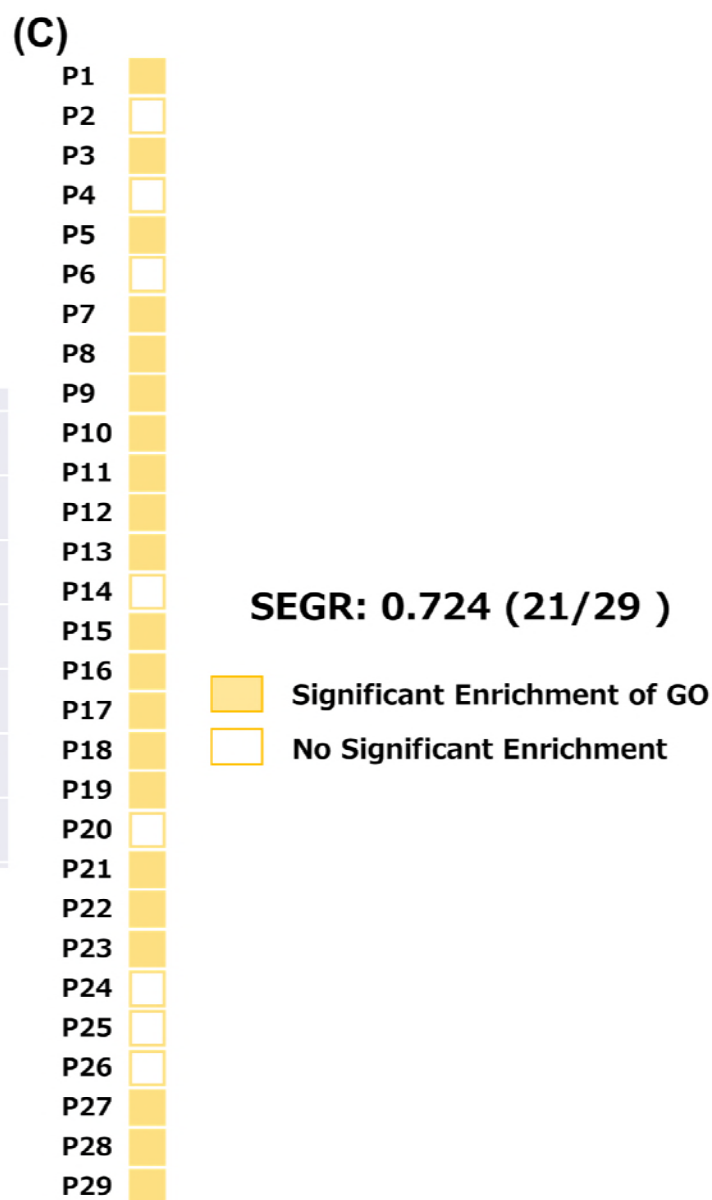 (C)
P1
P2
P3
P4
P5
P6
P7
P8
P9
P10
P11
P12
P13
P14
SEGR: 0.724 (21/29 )
P15
P16
Significant Enrichment of GO
P17
P18
No Significant Enrichment
P19
P20
P21
P22
P23
P24
P25
P26
P27
P28
P29